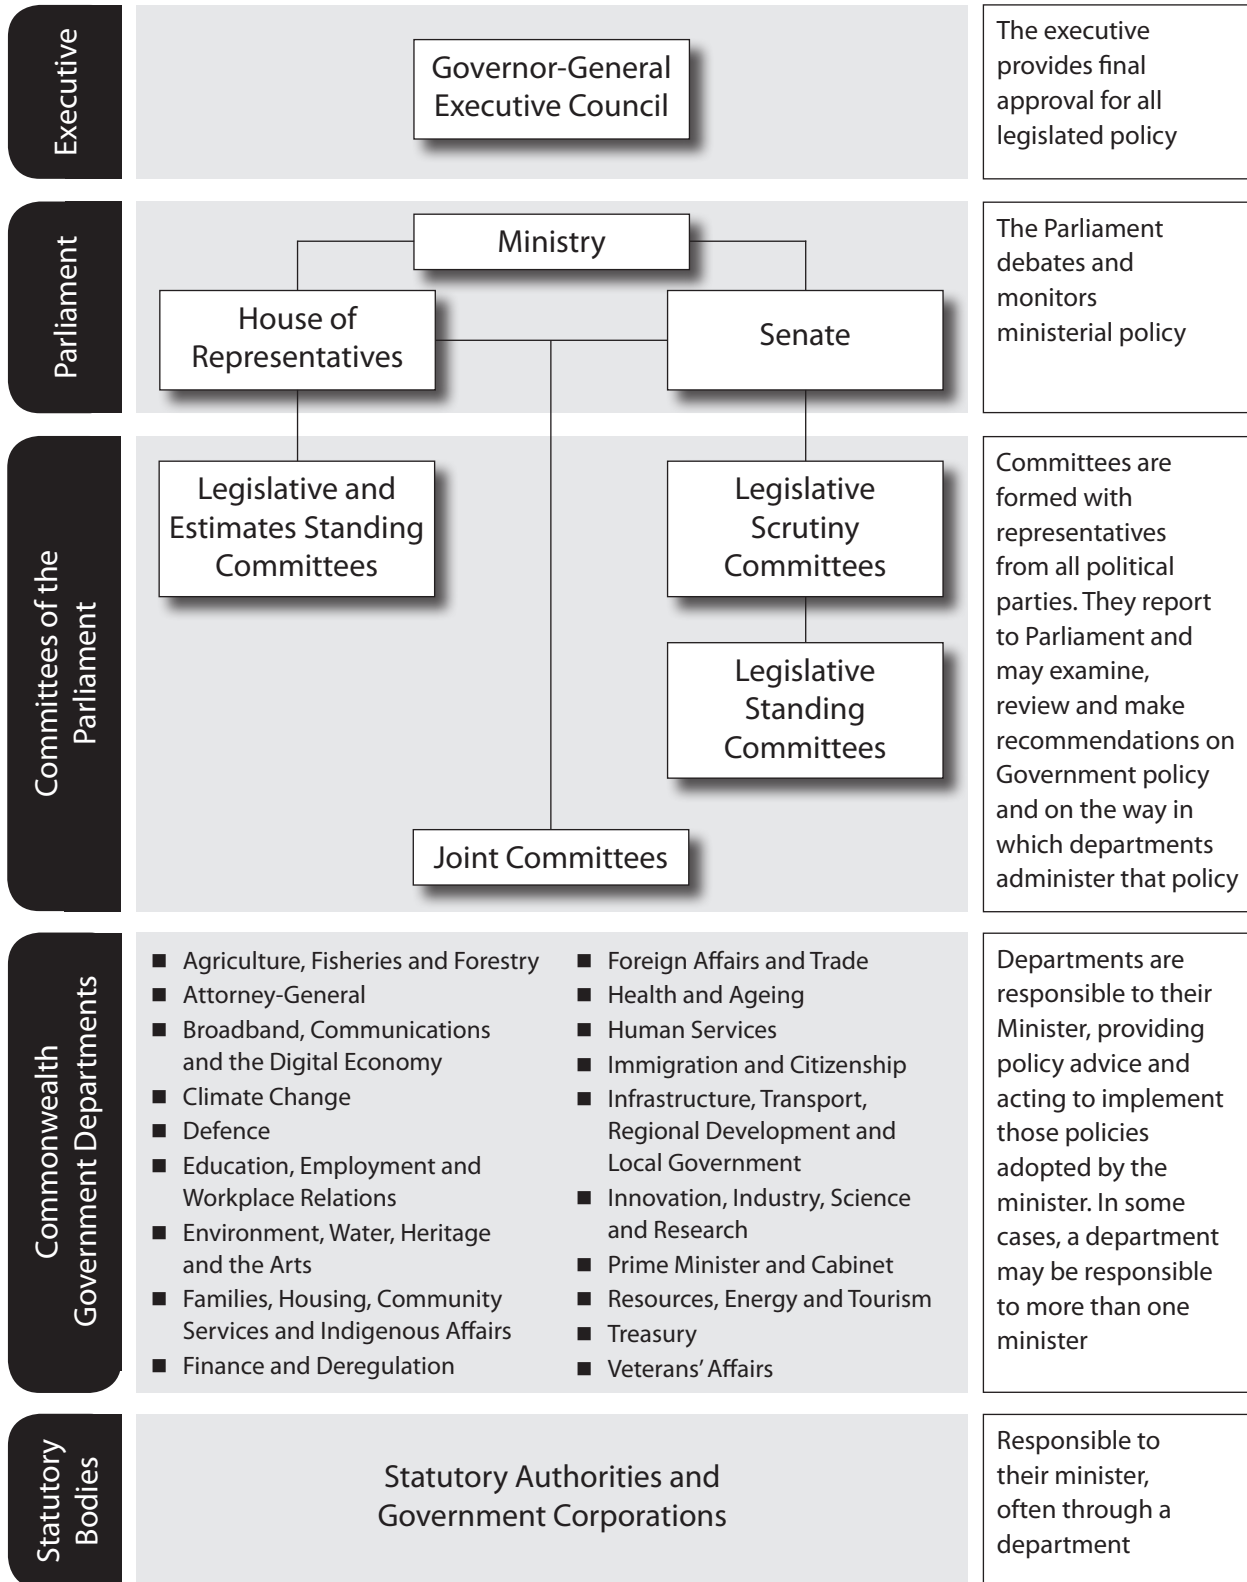 Executive
Governor-General
Executive Council
The executive
provides final
approval for all
legislated policy
Parliament
Ministry
House of
Representatives
Senate
The Parliament
debates and
monitors
ministerial policy
Committees of the
Parliament
Legislative and
Estimates Standing
Committees
Legislative
Scrutiny
Committees
Legislative
Standing
Committees
Joint Committees
Committees are
formed with
representatives
from all political
parties. They report
to Parliament and
may examine,
review and make
recommendations on
Government policy
and on the way in
which departments
administer that policy
Commonwealth
Government Departments
■ Agriculture, Fisheries and Forestry
■ Attorney-General
■ Broadband, Communications
and the Digital Economy
■ Climate Change
■ Defence
■ Education, Employment and
Workplace Relations
■ Environment, Water, Heritage
and the Arts
■ Families, Housing, Community
Services and Indigenous Affairs
■ Finance and Deregulation
■ Foreign Affairs and Trade
■ Health and Ageing
■ Human Services
■ Immigration and Citizenship
■ Infrastructure, Transport,
Regional Development and
Local Government
■ Innovation, Industry, Science
and Research
■ Prime Minister and Cabinet
■ Resources, Energy and Tourism
■ Treasury
■ Veterans’ Affairs
Departments are
responsible to their
Minister, providing
policy advice and
acting to implement
those policies
adopted by the
minister. In some
cases, a department
may be responsible
to more than one
minister
Statutory
Bodies
Statutory Authorities and
Government Corporations
Responsible to
their minister,
often through a
department